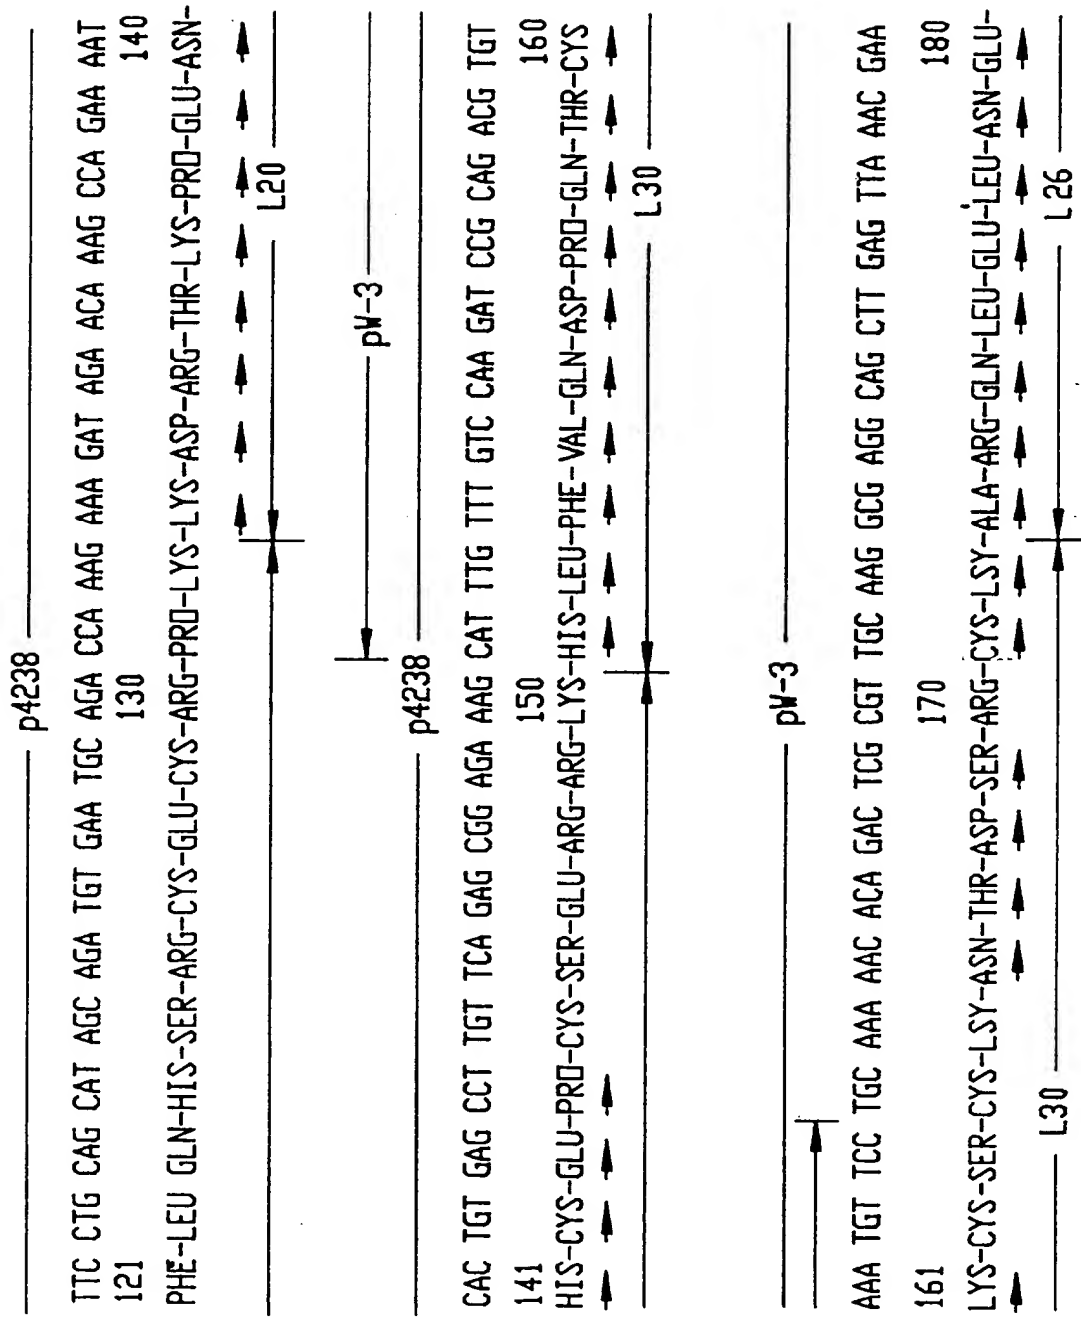 p4238
TTC CTG CAG CAT AGC AGA TGT GAA TGC AGA CCA AAG AAA GAT AGA ACA AAG CCA GAA AAT
121 130 140
PHE-LEU GLN-HIS-SER-ARG-CYS-GLU-CYS-ARG-PRO-LYS-LYS-ASP-ARG-THR-LYS-PRO-GLU-ASN-
L20
pW-3
p4238
CAC TGT GAG CCT TGT TCA GAG CGG AGA AAG CAT TTG TTT GTC CAA GAT CCG CAG ACG TGT
141 150 160
HIS-CYS-GLU-PRO-CYS-SER-GLU-ARG-ARG-LYS-HIS-LEU-PHE-VAL-GLN-ASP-PRO-GLN-THR-CYS
L30
pW-3
AAA TGT TCC TGC AAA AAC ACA GAC TCG CGT TGC AAG GCG AGG CAG CTT GAG TTA AAC GAA
161 170 180
LYS-CYS-SER-CYS-LSY-ASN-THR-ASP-SER-ARG-CYS-LSY-ALA-ARG-GLN-LEU-GLU-LEU-ASN-GLU-
L30 L26